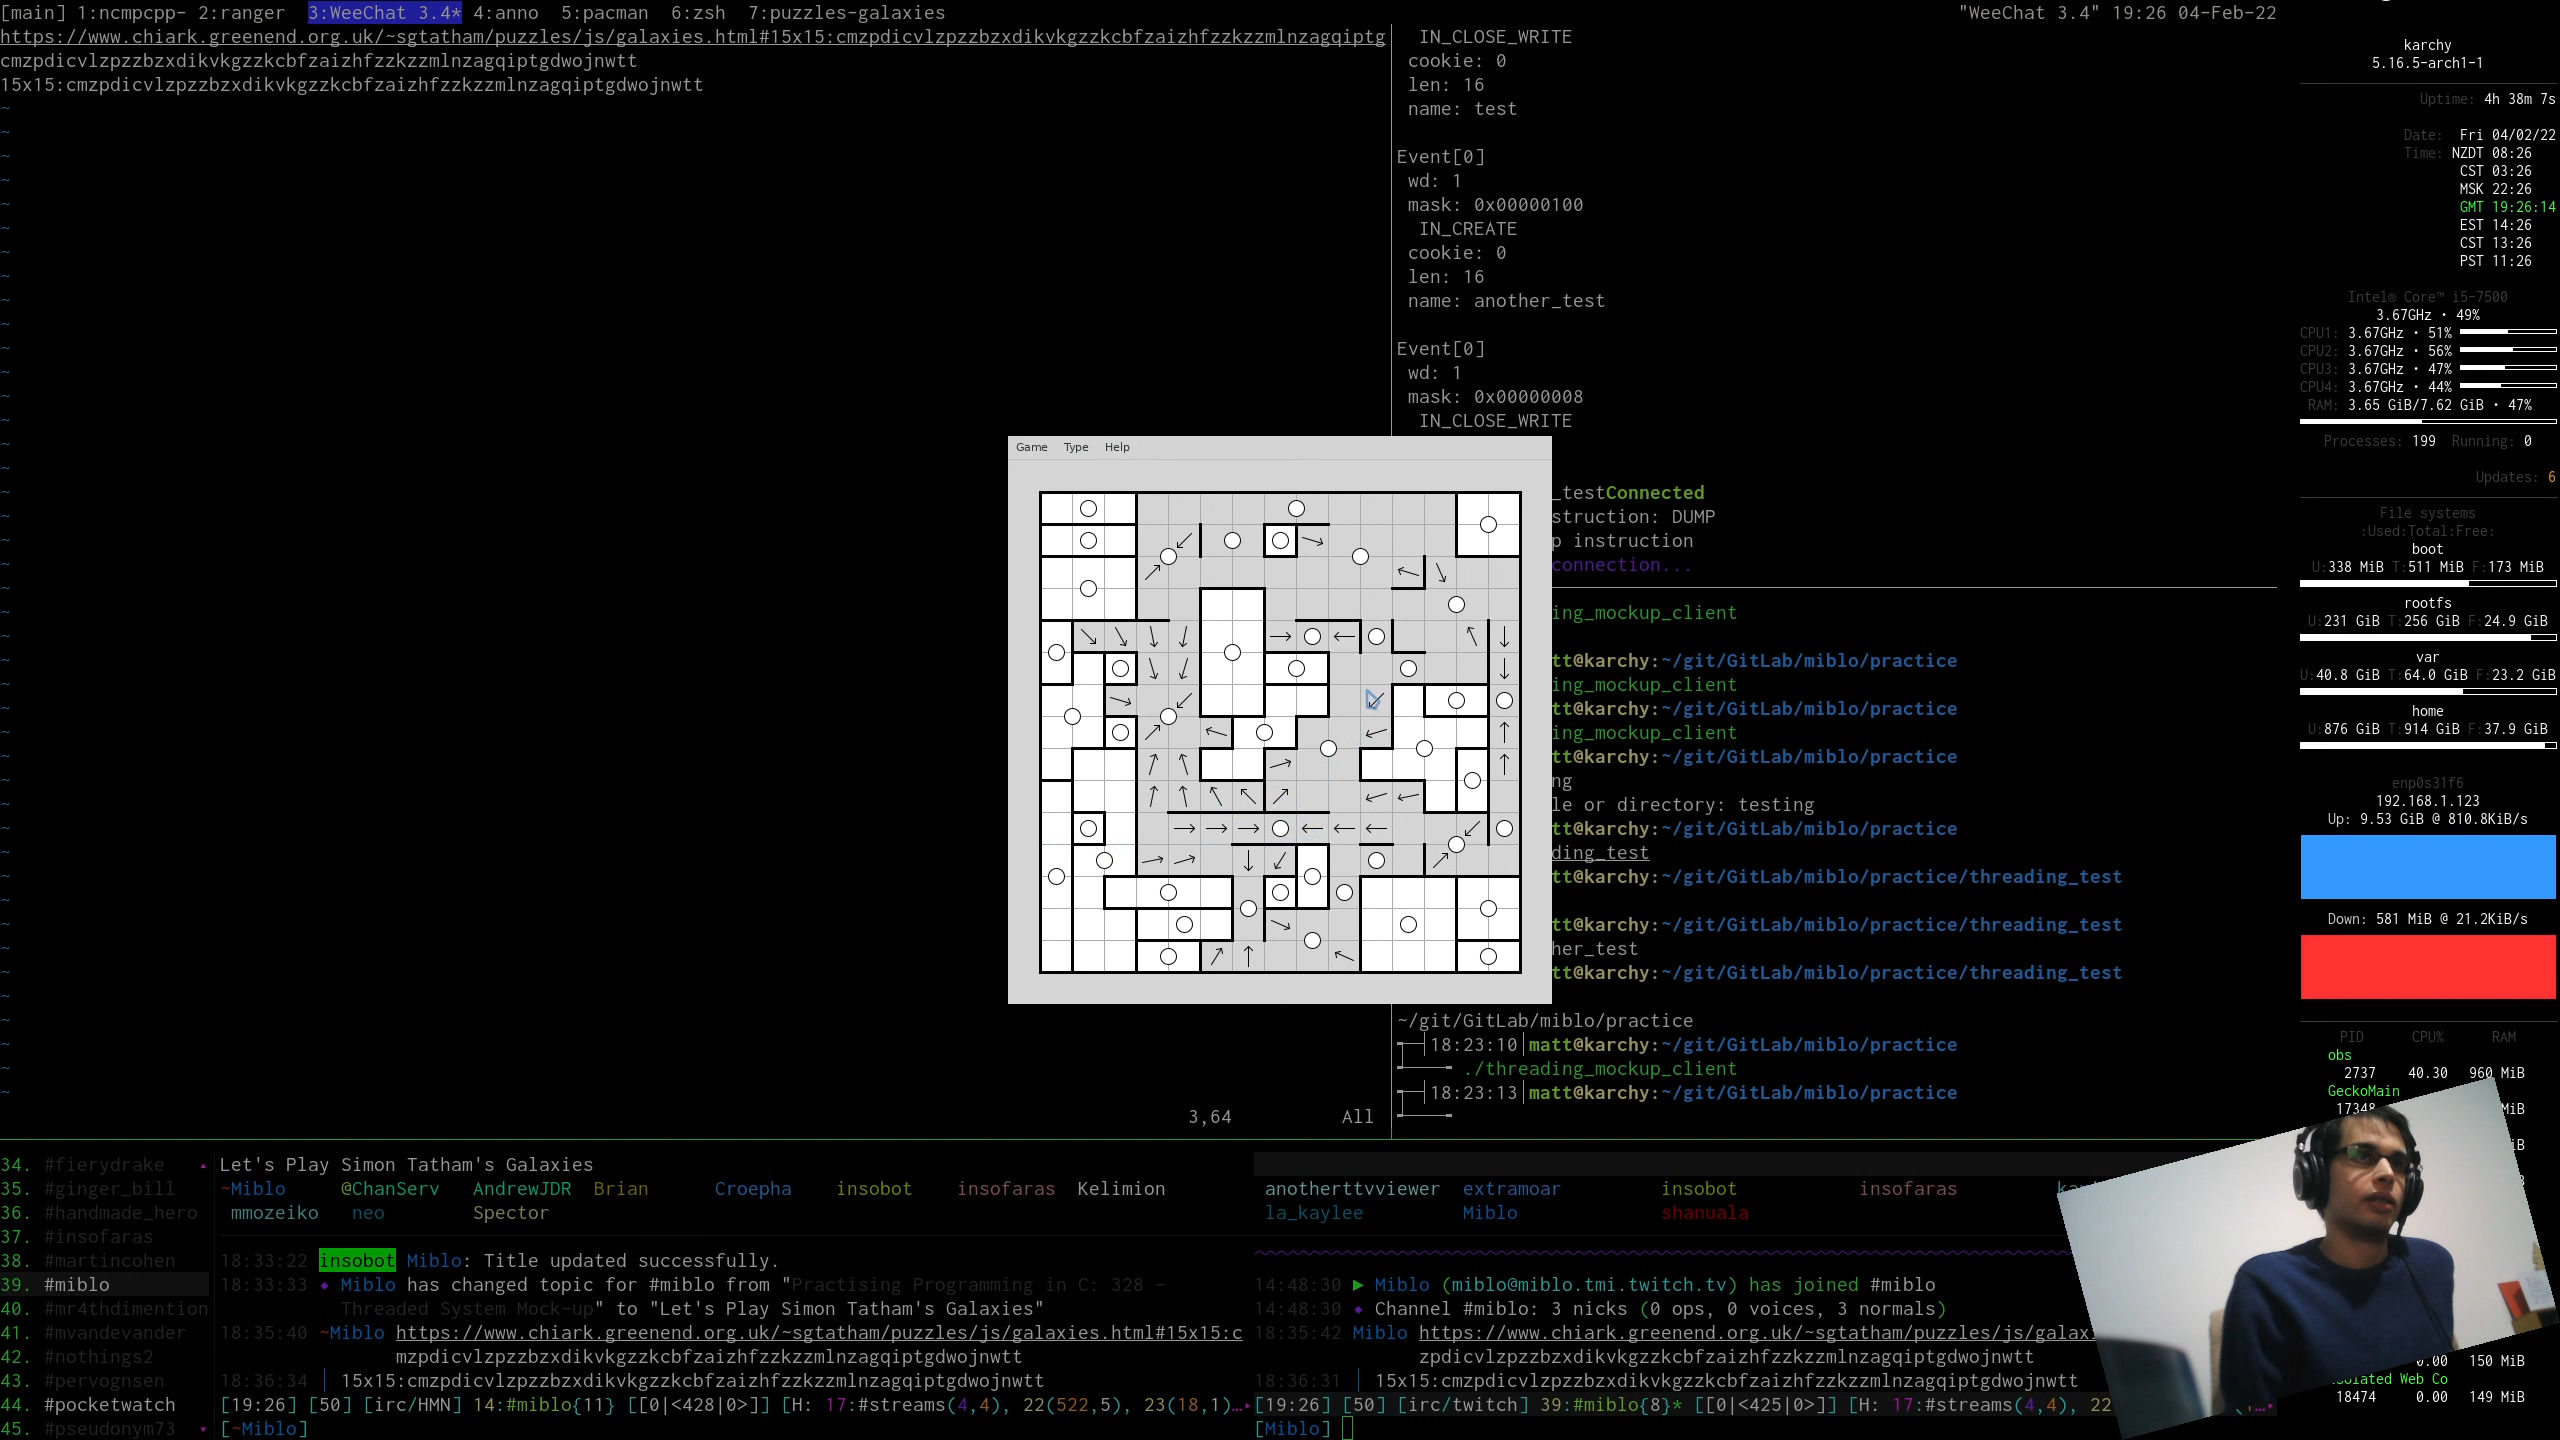 [main] 1:ncmpcpp- 2:ranger 3:WeeChat 3.4* 4:anno 5:pacman 6:zsh 7:puzzles-galaxies "WeeChat 3.4" 19:26 04-Feb-22
https://www.chiark.greenend.org.uk/~sgtatham/puzzles/js/galaxies.html#15x15:cmzpdicvlzpzzbzxdikvkgzzkcbfzaizhfzzkzzmlnzagqiptg
cmzpdicvlzpzzbzxdikvkgzzkcbfzaizhfzzkzzmlnzagqiptgdwojnwtt
15x15:cmzpdicvlzpzzbzxdikvkgzzkcbfzaizhfzzkzzmlnzagqiptgdwojnwtt
3,64 All
IN_CLOSE_WRITE
cookie: 0
len: 16
name: test
Event[0]
wd: 1
mask: 0x00000100
IN_CREATE
cookie: 0
len: 16
name: another_test
Event[0]
wd: 1
mask: 0x00000008
IN_CLOSE_WRITE
_testConnected
struction: DUMP
p instruction
connection...
ing_mockup_client
tt@karchy:~/git/GitLab/miblo/practice
ing_mockup_client
tt@karchy:~/git/GitLab/miblo/practice
ing_mockup_client
tt@karchy:~/git/GitLab/miblo/practice
ng
le or directory: testing
tt@karchy:~/git/GitLab/miblo/practice
ding_test
tt@karchy:~/git/GitLab/miblo/practice/threading_test
tt@karchy:~/git/GitLab/miblo/practice/threading_test
her_test
tt@karchy:~/git/GitLab/miblo/practice/threading_test
~/git/GitLab/miblo/practice
18:23:10 matt@karchy:~/git/GitLab/miblo/practice
./threading_mockup_client
18:23:13 matt@karchy:~/git/GitLab/miblo/practice
Game Type Help
karchy
5.16.5-arch1-1
Uptime: 4h 38m 7s
Date: Fri 04/02/22
Time: NZDT 08:26
CST 03:26
MSK 22:26
GMT 19:26:14
EST 14:26
CST 13:26
PST 11:26
Intel® Core™ i5-7500
3.67GHz • 49%
CPU1: 3.67GHz • 51%
CPU2: 3.67GHz • 56%
CPU3: 3.67GHz • 47%
CPU4: 3.67GHz • 44%
RAM: 3.65 GiB/7.62 GiB • 47%
Processes: 199 Running: 0
Updates: 6
File systems
:Used:Total:Free:
boot
U:338 MiB T:511 MiB F:173 MiB
rootfs
U:231 GiB T:256 GiB F:24.9 GiB
var
U:40.8 GiB T:64.0 GiB F:23.2 GiB
home
U:876 GiB T:914 GiB F:37.9 GiB
enp0s31f6
192.168.1.123
Up: 9.53 GiB @ 810.8KiB/s
Down: 581 MiB @ 21.2KiB/s
PID CPU% RAM
obs
2737 40.30 960 MiB
GeckoMain
17348 MiB
0.00 150 MiB
solated Web Co
18474 0.00 149 MiB
34. #fierydrake
35. #ginger_bill
36. #handmade_hero
37. #insofaras
38. #martincohen
39. #miblo
40. #mr4thdimention
41. #mvandevander
42. #nothings2
43. #pervognsen
44. #pocketwatch
45. #pseudonym73
Let's Play Simon Tatham's Galaxies
~Miblo @ChanServ AndrewJDR Brian Croepha insobot insofaras Kelimion
mmozeiko neo Spector
18:33:22 insobot Miblo: Title updated successfully.
18:33:33 Miblo has changed topic for #miblo from "Practising Programming in C: 328 -
Threaded System Mock-up" to "Let's Play Simon Tatham's Galaxies"
18:35:40 ~Miblo https://www.chiark.greenend.org.uk/~sgtatham/puzzles/js/galaxies.html#15x15:c
mzpdicvlzpzzbzxdikvkgzzkcbfzaizhfzzkzzmlnzagqiptgdwojnwtt
18:36:34 15x15:cmzpdicvlzpzzbzxdikvkgzzkcbfzaizhfzzkzzmlnzagqiptgdwojnwtt
[19:26] [50] [irc/HMN] 14:#miblo{11} [[0|<428|0>]] [H: 17:#streams(4,4), 22(522,5), 23(18,1)…
[~Miblo]
anotherttvviewer extramoar insobot insofaras
la_kaylee Miblo shanuala
14:48:30 Miblo (miblo@miblo.tmi.twitch.tv) has joined #miblo
14:48:30 Channel #miblo: 3 nicks (0 ops, 0 voices, 3 normals)
18:35:42 Miblo https://www.chiark.greenend.org.uk/~sgtatham/puzzles/js/galax
zpdicvlzpzzbzxdikvkgzzkcbfzaizhfzzkzzmlnzagqiptgdwojnwtt
18:36:31 15x15:cmzpdicvlzpzzbzxdikvkgzzkcbfzaizhfzzkzzmlnzagqiptgdwojnwtt
[19:26] [50] [irc/twitch] 39:#miblo{8}* [[0|<425|0>]] [H: 17:#streams(4,4), 22
[Miblo]